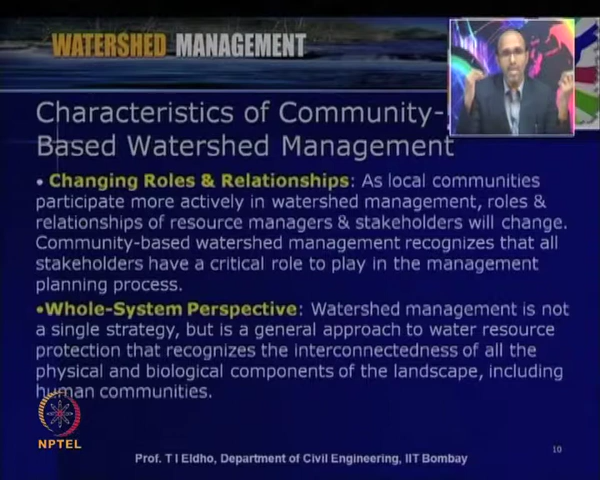 WATERSHED MANAGEMENT
Characteristics of Community-
Based Watershed Management
• Changing Roles & Relationships: As local communities
participate more actively in watershed management, roles &
relationships of resource managers & stakeholders will change.
Community-based watershed management recognizes that all
stakeholders have a critical role to play in the management
planning process.
•Whole-System Perspective: Watershed management is not
a single strategy, but is a general approach to water resource
protection that recognizes the interconnectedness of all the
physical and biological components of the landscape, including
human communities.
NPTEL
Prof. T I Eldho, Department of Civil Engineering, IIT Bombay
10